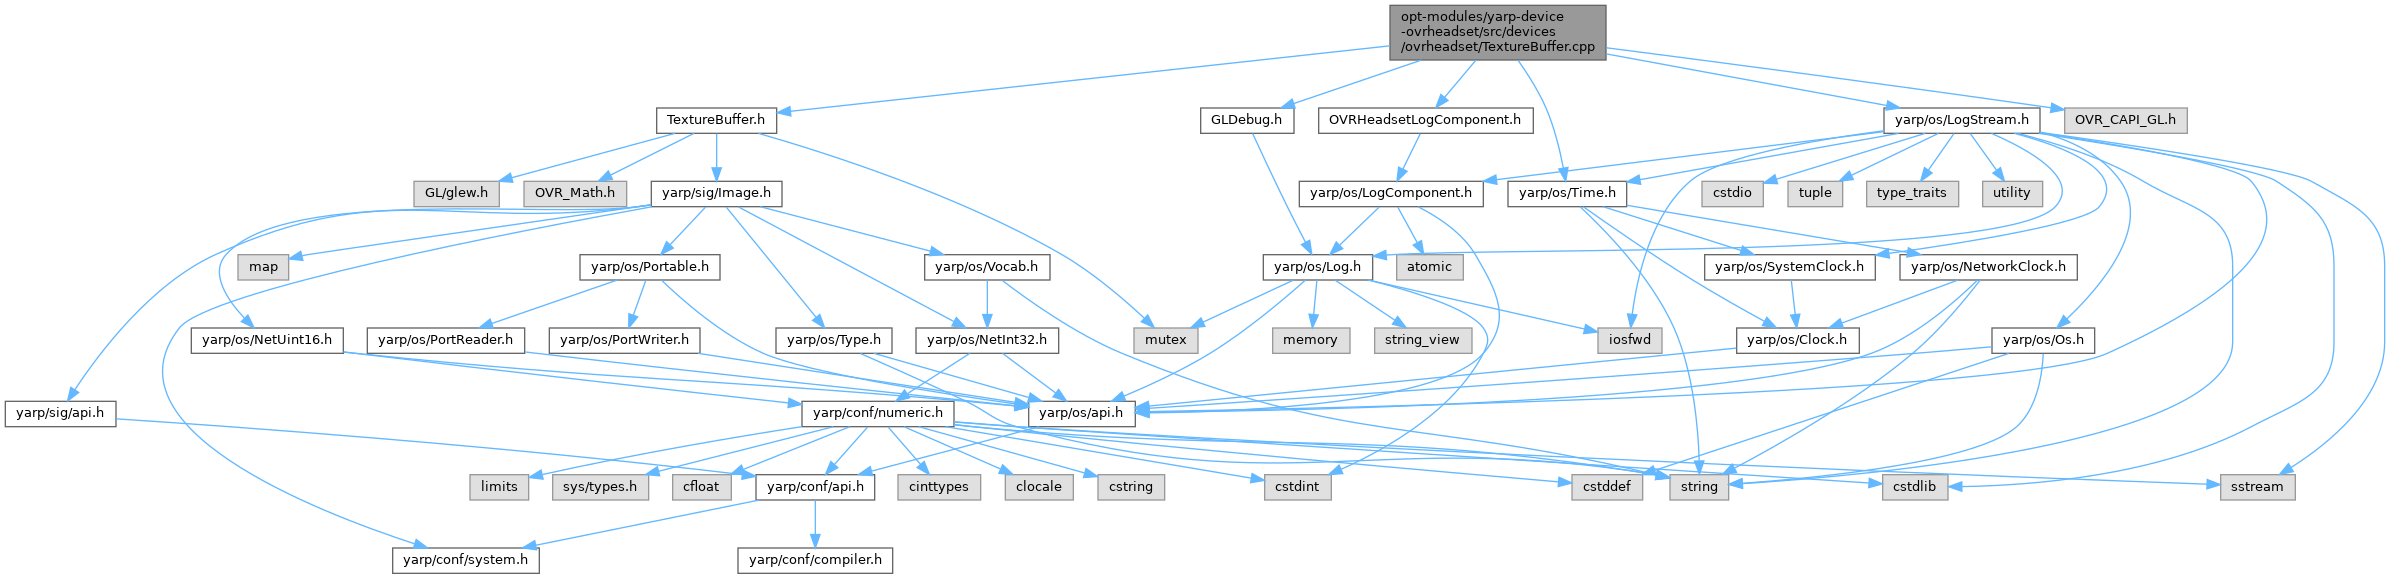 opt-modules/yarp-device
-ovrheadset/src/devices
/ovrheadset/TextureBuffer.cpp
TextureBuffer.h
GLDebug.h
OVRHeadsetLogComponent.h
yarp/os/LogStream.h
OVR_CAPI_GL.h
GL/glew.h
OVR_Math.h
yarp/sig/Image.h
yarp/os/LogComponent.h
yarp/os/Time.h
cstdio
tuple
type_traits
utility
map
yarp/os/Portable.h
yarp/os/Vocab.h
yarp/os/Log.h
atomic
yarp/os/SystemClock.h
yarp/os/NetworkClock.h
yarp/os/NetUint16.h
yarp/os/PortReader.h
yarp/os/PortWriter.h
yarp/os/Type.h
yarp/os/NetInt32.h
mutex
memory
string_view
iosfwd
yarp/os/Clock.h
yarp/os/Os.h
yarp/sig/api.h
yarp/conf/numeric.h
yarp/os/api.h
limits
sys/types.h
cfloat
yarp/conf/api.h
cinttypes
clocale
cstring
cstdint
cstddef
string
cstdlib
sstream
yarp/conf/system.h
yarp/conf/compiler.h